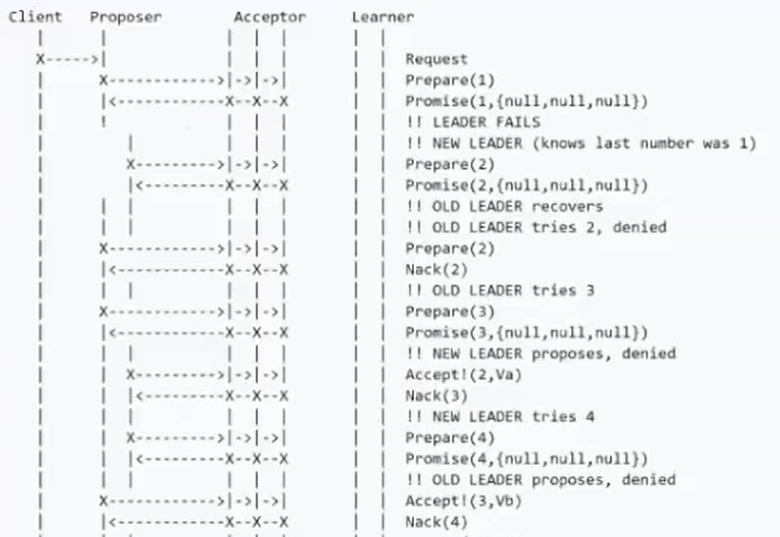 Client   Proposer        Acceptor     Learner
   |         |             |  |  |       |  |
   X----->|             |  |  |       |  |  Request
   |         X------------>|->|->|       |  |  Prepare(1)
   |         |<------------X--X--X       |  |  Promise(1,{null,null,null})
   |         !             |  |  |       |  |  !! LEADER FAILS
   |            |          |  |  |       |  |  !! NEW LEADER (knows last number was 1)
   |            X--------->|->|->|       |  |  Prepare(2)
   |            |<---------X--X--X       |  |  Promise(2,{null,null,null})
   |         |  |          |  |  |       |  |  !! OLD LEADER recovers
   |         |  |          |  |  |       |  |  !! OLD LEADER tries 2, denied
   |         X------------>|->|->|       |  |  Prepare(2)
   |         |<------------X--X--X       |  |  Nack(2)
   |         |  |          |  |  |       |  |  !! OLD LEADER tries 3
   |         X------------>|->|->|       |  |  Prepare(3)
   |         |<------------X--X--X       |  |  Promise(3,{null,null,null})
   |         |  |          |  |  |       |  |  !! NEW LEADER proposes, denied
   |         |  X--------->|->|->|       |  |  Accept!(2,Va)
   |         |  |<---------X--X--X       |  |  Nack(3)
   |         |  |          |  |  |       |  |  !! NEW LEADER tries 4
   |         |  X--------->|->|->|       |  |  Prepare(4)
   |         |  |<---------X--X--X       |  |  Promise(4,{null,null,null})
   |         |  |          |  |  |       |  |  !! OLD LEADER proposes, denied
   |         X------------>|->|->|       |  |  Accept!(3,Vb)
   |         |<------------X--X--X       |  |  Nack(4)